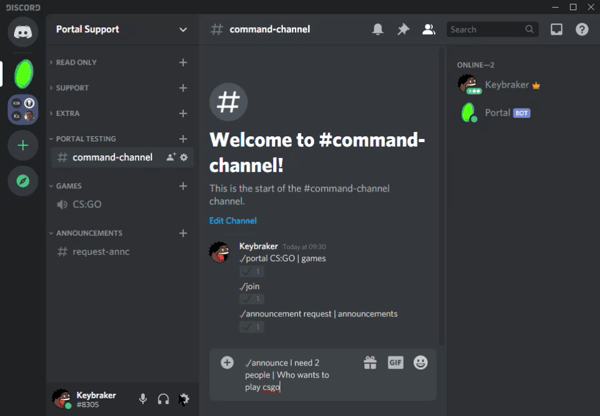 DISCORD
Portal Support
READ ONLY
SUPPORT
EXTRA
PORTAL TESTING
# command-channel
GAMES
CS:GO
ANNOUNCEMENTS
# request-annc
Keybraker
#8305
# command-channel
Search
#
Welcome to #command-
channel!
This is the start of the #command-channel
channel.
Edit Channel
Keybraker Today at 09:30
./portal CS:GO | games
1
./join
1
./announcement request | announcements
1
./announce I need 2
people | Who wants to
play csgo
GIF
ONLINE—2
Keybraker
Portal BOT